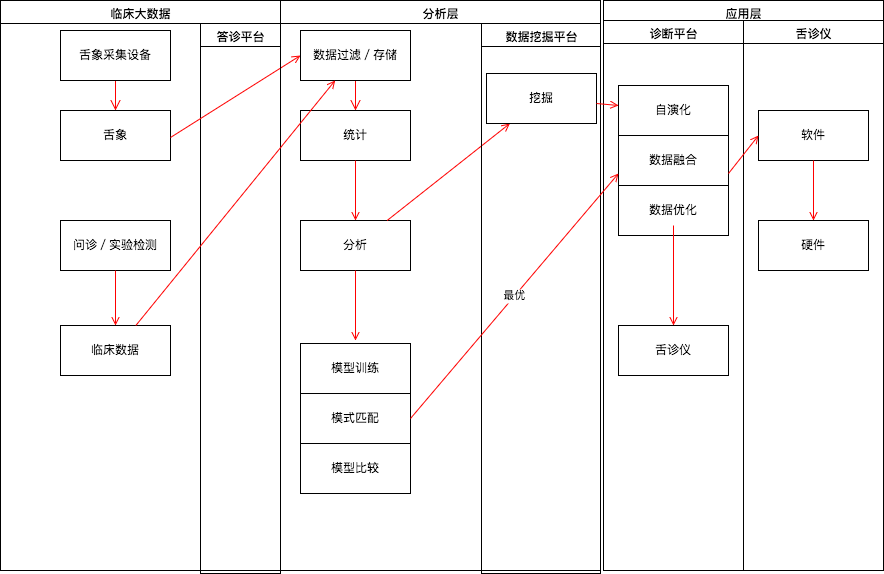 临床大数据
分析层
应用层
答诊平台
数据挖掘平台
诊断平台
舌诊仪
舌象采集设备
舌象
问诊 / 实验检测
临床数据
数据过滤 / 存储
统计
分析
模型训练
模式匹配
模型比较
挖掘
最优
自演化
数据融合
数据优化
舌诊仪
软件
硬件